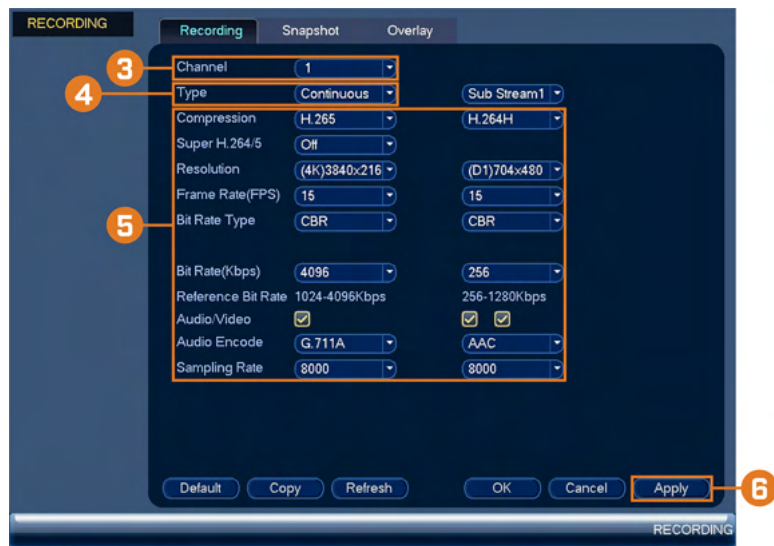 RECORDING
Recording Snapshot Overlay
3 Channel 1
4 Type Continuous Sub Stream1
Compression H.265 H.264H
Super H.264/5 Off
Resolution (4K)3840x216 (D1)704x480
Frame Rate(FPS) 15 15
5 Bit Rate Type CBR CBR
Bit Rate(Kbps) 4096 256
Reference Bit Rate 1024-4096Kbps 256-1280Kbps
Audio/Video
Audio Encode G.711A AAC
Sampling Rate 8000 8000
Default Copy Refresh OK Cancel Apply 6
RECORDING